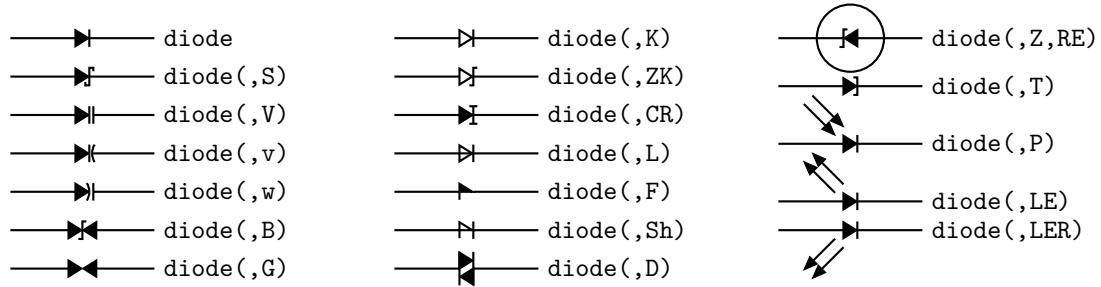 diode
diode(,S)
diode(,V)
diode(,v)
diode(,w)
diode(,B)
diode(,G)
diode(,K)
diode(,ZK)
diode(,CR)
diode(,L)
diode(,F)
diode(,Sh)
diode(,D)
diode(,Z,RE)
diode(,T)
diode(,P)
diode(,LE)
diode(,LER)